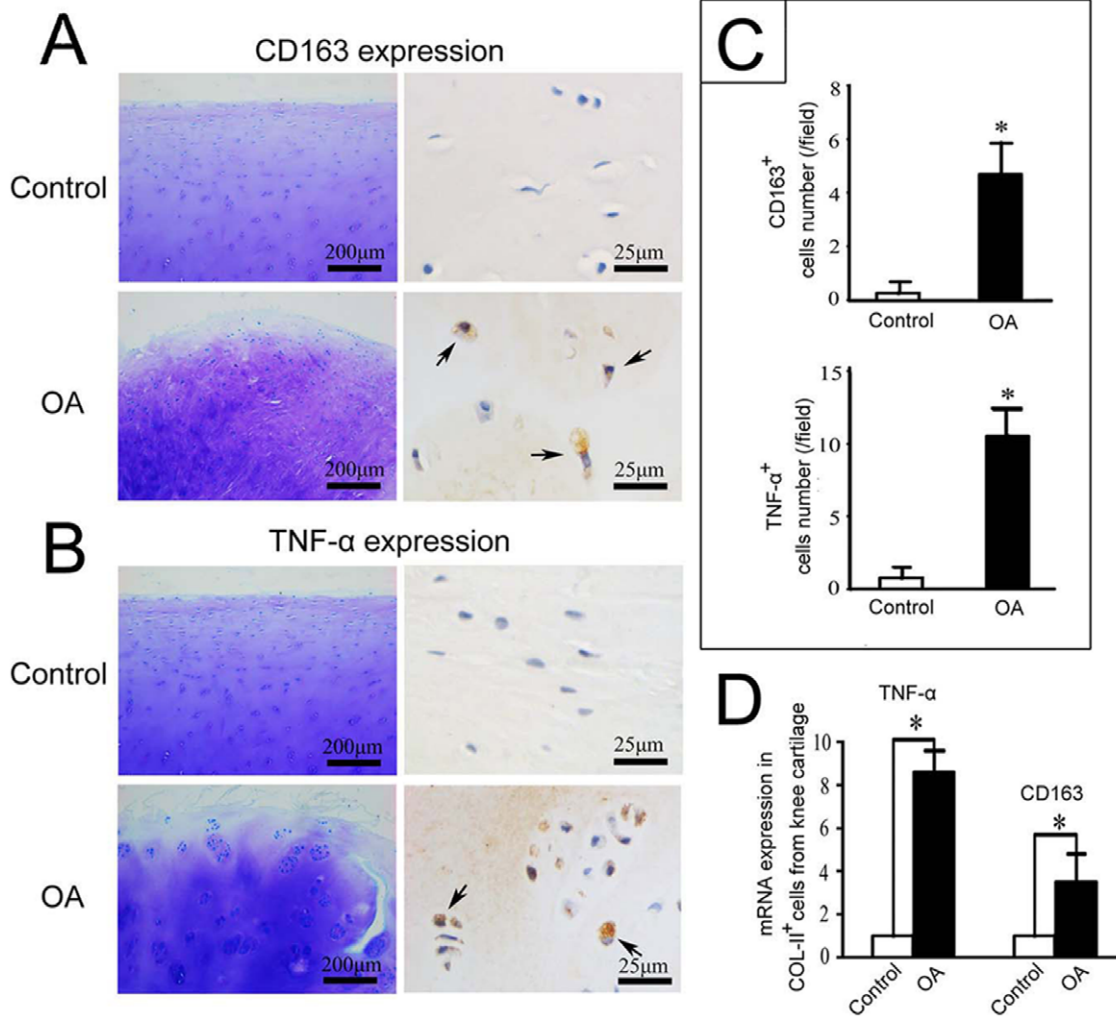 A
CD163 expression
Control
200μm
25μm
OA
200μm
25μm
B
TNF-α expression
Control
200μm
25μm
OA
200μm
25μm
C
CD163+
cells number (/field)
8
6
4
2
0
*
Control
OA
TNF-α+
cells number (/field)
15
10
5
0
*
Control
OA
D
mRNA expression in
COL-II+ cells from knee cartilage
10
8
6
4
2
0
TNF-α
*
CD163
*
Control
OA
Control
OA